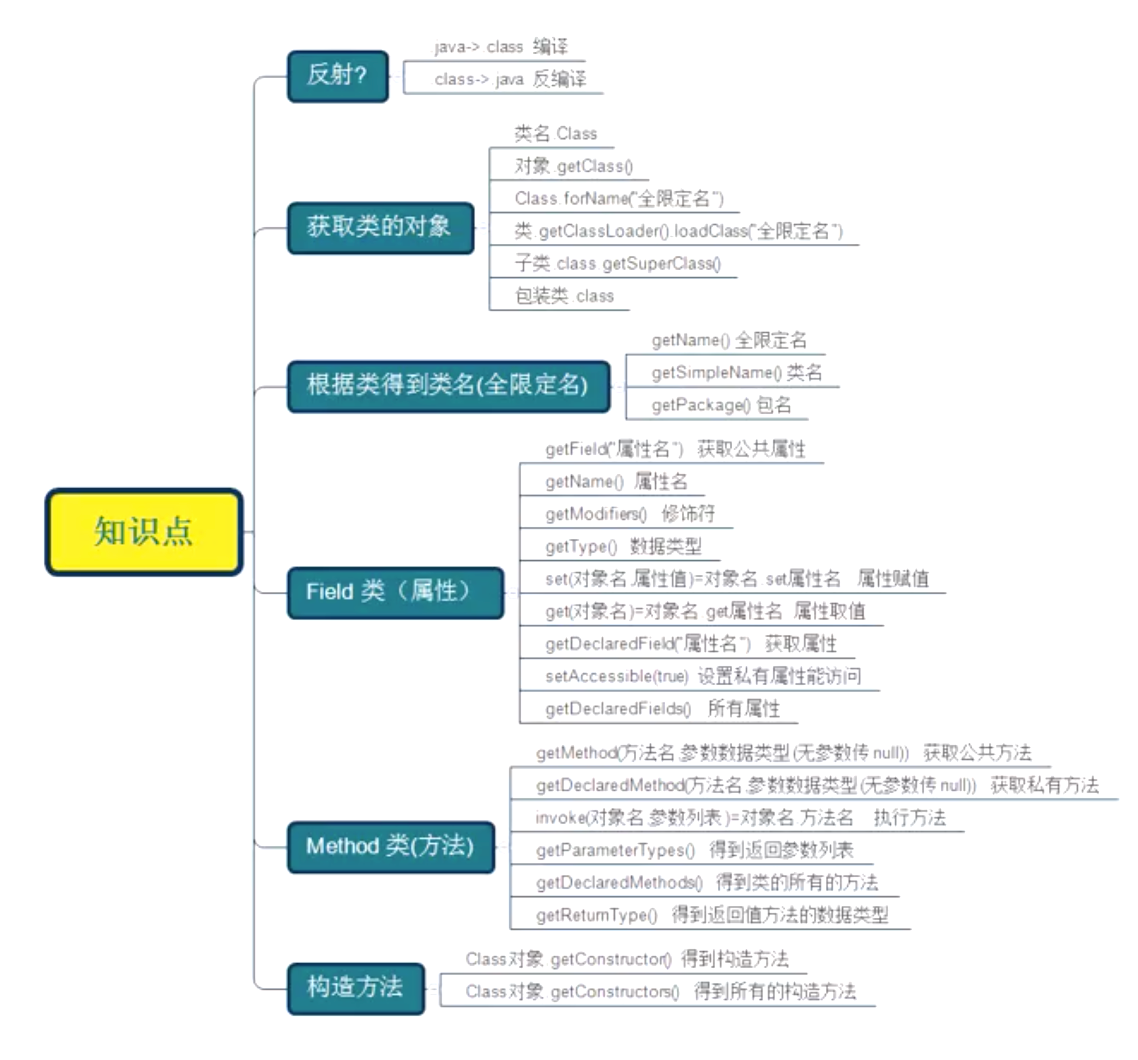 知识点
反射?
java-> class 编译
class-> java 反编译
获取类的对象
类名 Class
对象.getClass()
Class.forName("全限定名")
类.getClassLoader().loadClass("全限定名")
子类.class.getSuperClass()
包装类.class
根据类得到类名(全限定名)
getName() 全限定名
getSimpleName() 类名
getPackage() 包名
Field 类（属性）
getField("属性名") 获取公共属性
getName() 属性名
getModifiers() 修饰符
getType() 数据类型
set(对象名,属性值)=对象名.set属性名 属性赋值
get(对象名)=对象名.get属性名 属性取值
getDeclaredField("属性名") 获取属性
setAccessible(true) 设置私有属性能访问
getDeclaredFields() 所有属性
Method 类(方法)
getMethod(方法名,参数数据类型(无参数传 null)) 获取公共方法
getDeclaredMethod(方法名,参数数据类型(无参数传 null)) 获取私有方法
invoke(对象名,参数列表)=对象名.方法名 执行方法
getParameterTypes() 得到返回参数列表
getDeclaredMethods() 得到类的所有的方法
getReturnType() 得到返回值方法的数据类型
构造方法
Class对象.getConstructor() 得到构造方法
Class对象.getConstructors() 得到所有的构造方法